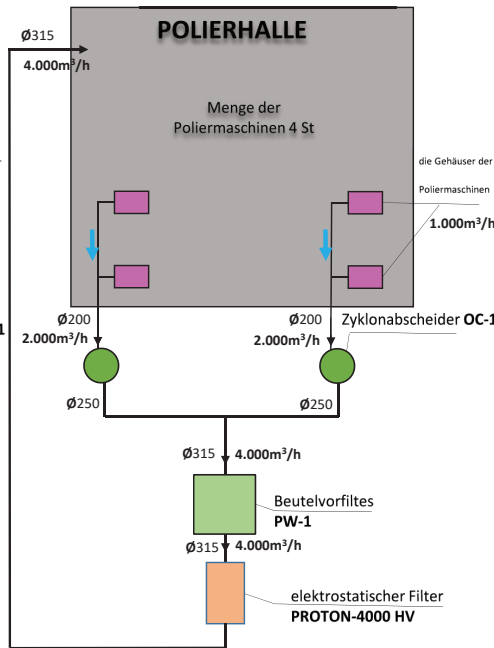 POLIERHALLE
Ø315
4.000m³/h
Menge der
Poliermaschinen 4 St
die Gehäuser der
Poliermaschinen
1.000m³/h
Ø200
2.000m³/h
Ø200
2.000m³/h
Zyklonabscheider OC-1
1
Ø250
Ø250
Ø315 4.000m³/h
Beutelvorfiltes
PW-1
Ø315 4.000m³/h
elektrostatischer Filter
PROTON-4000 HV